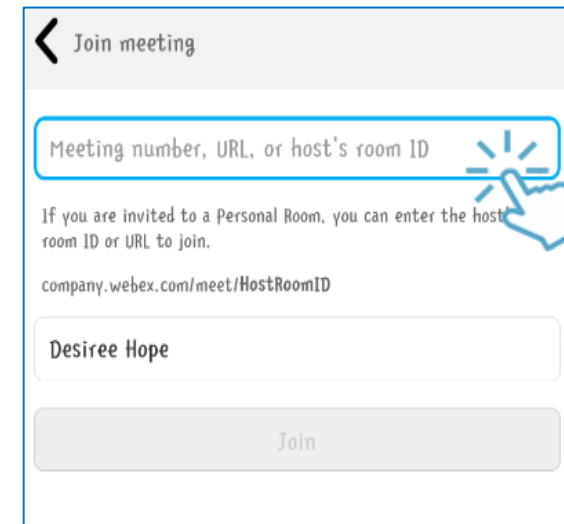 Join meeting
Meeting number, URL, or host's room ID
If you are invited to a Personal Room, you can enter the host
room ID or URL to join.
company.webex.com/meet/HostRoomID
Desiree Hope
Join